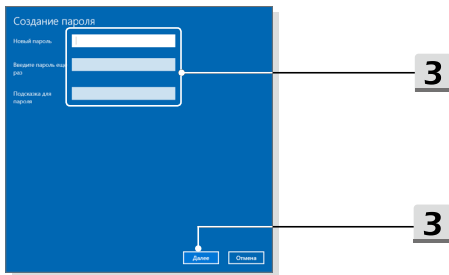 Создание пароля
Новый пароль
3
Введите пароль еще
раз
Подсказка для
пароля
3
Далее Отмена